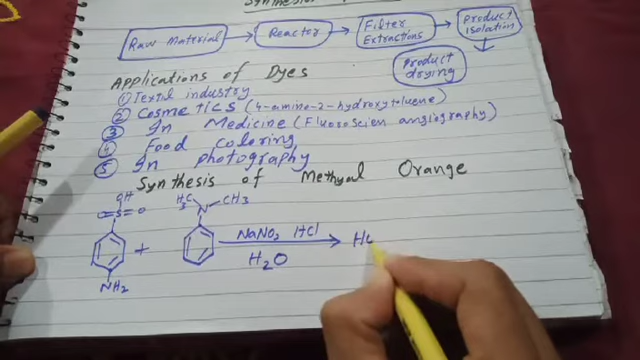 Raw Material
Reactor
Filter
Extractions
Product
isolation
Product
drying
Applications of Dyes
① Textil industry
② Cosmetics (4-amino-2-hydroxytoluene)
③ In Medicine (Fluoroscien angiography)
④ Food coloring
⑤ In photography
Synthesis of Methyal Orange
OH
O=S=O
H3C N CH3
+
NaNO2 HCl
H2O
NH2